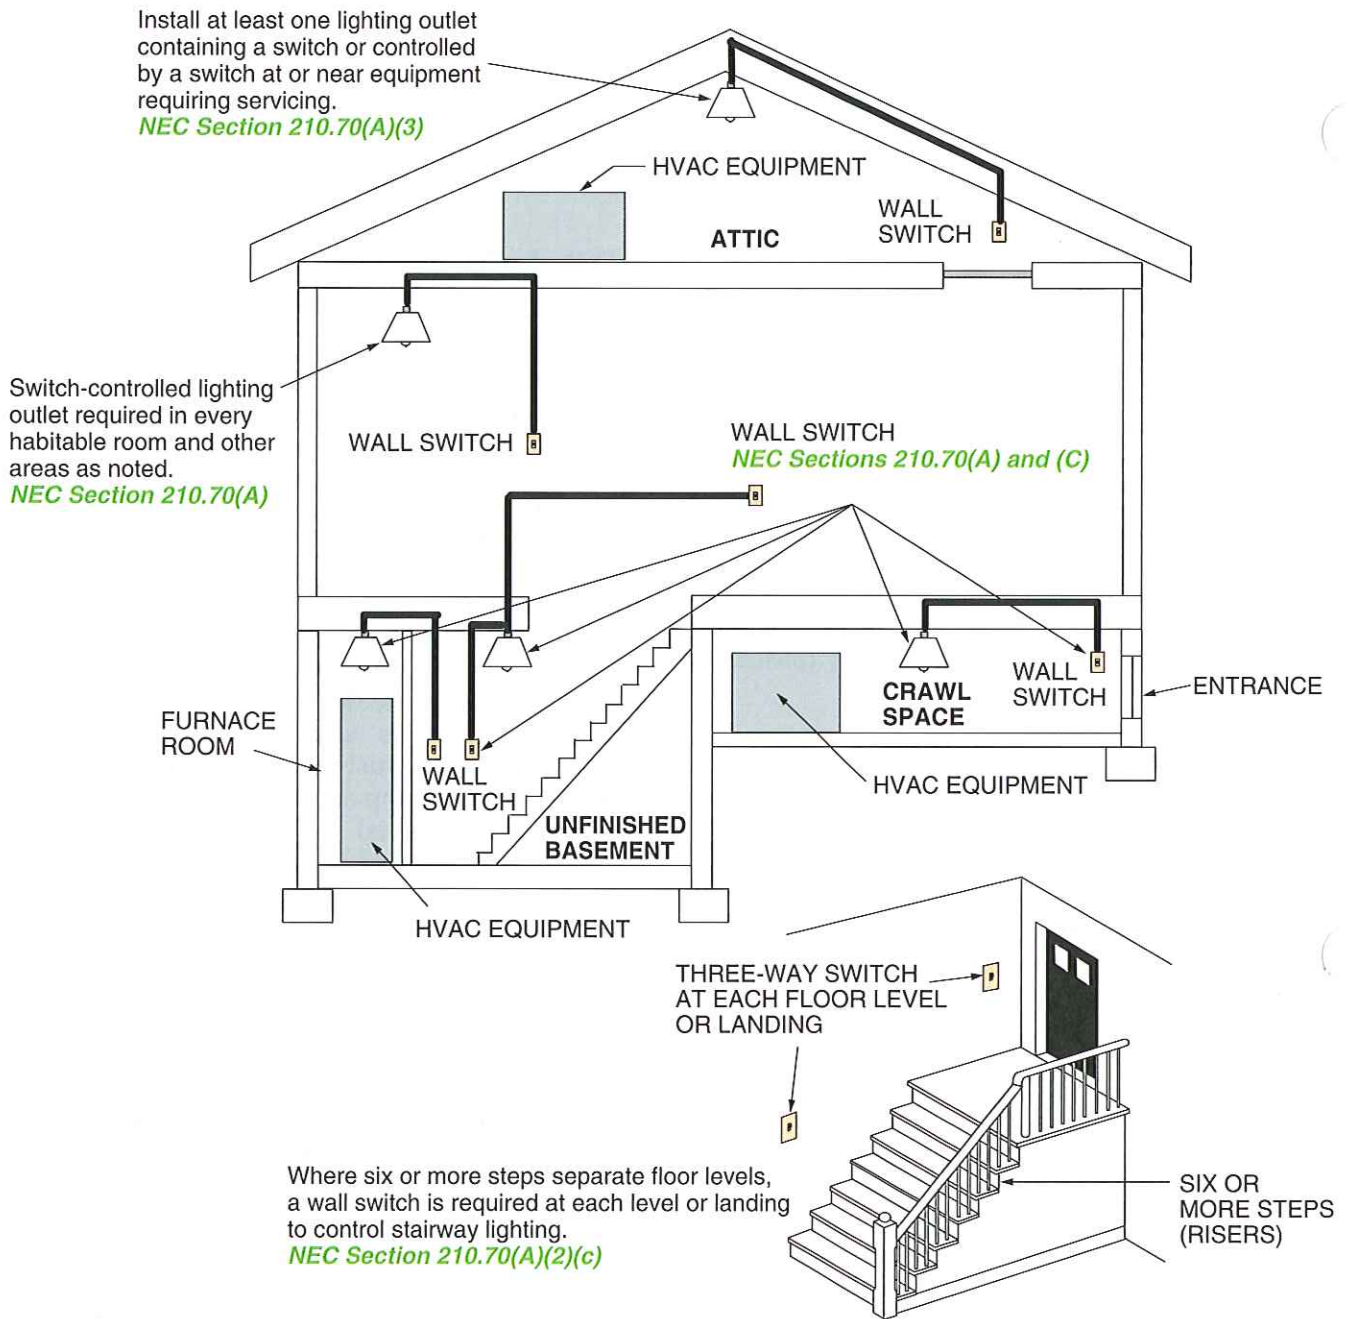 Install at least one lighting outlet
containing a switch or controlled
by a switch at or near equipment
requiring servicing.
NEC Section 210.70(A)(3)
HVAC EQUIPMENT
WALL
SWITCH
ATTIC
Switch-controlled lighting
outlet required in every
habitable room and other
areas as noted.
NEC Section 210.70(A)
WALL SWITCH
WALL SWITCH
NEC Sections 210.70(A) and (C)
FURNACE
ROOM
WALL
SWITCH
UNFINISHED
BASEMENT
HVAC EQUIPMENT
CRAWL
SPACE
WALL
SWITCH
ENTRANCE
HVAC EQUIPMENT
THREE-WAY SWITCH
AT EACH FLOOR LEVEL
OR LANDING
Where six or more steps separate floor levels,
a wall switch is required at each level or landing
to control stairway lighting.
NEC Section 210.70(A)(2)(c)
SIX OR
MORE STEPS
(RISERS)